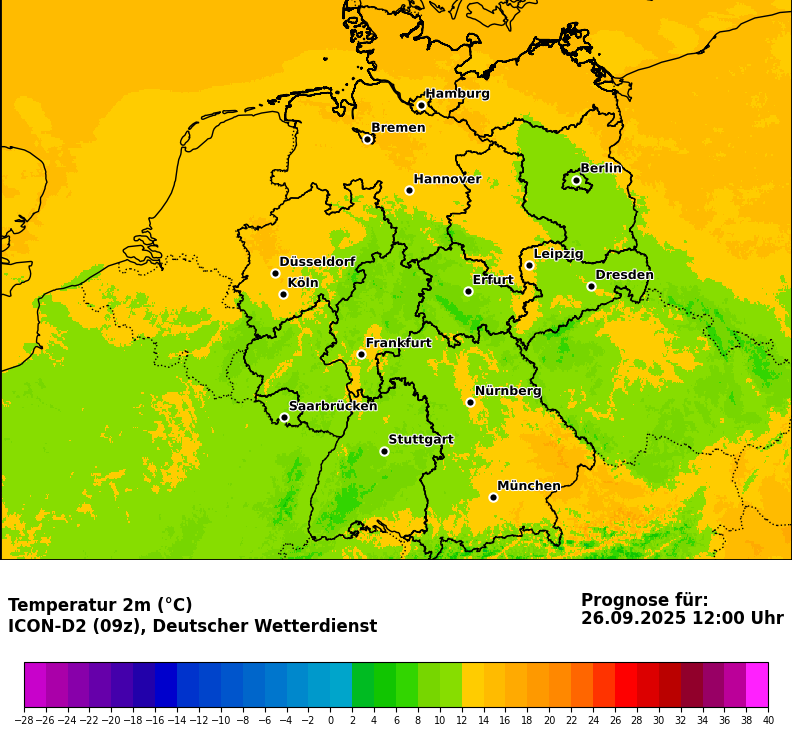 Hamburg
Bremen
Berlin
Hannover
Leipzig
Düsseldorf
Dresden
Erfurt
Köln
Frankfurt
Nürnberg
Saarbrücken
Stuttgart
München
Temperatur 2m (°C)
ICON-D2 (09z), Deutscher Wetterdienst
Prognose für:
26.09.2025 12:00 Uhr
−28 −26 −24 −22 −20 −18 −16 −14 −12 −10 −8 −6 −4 −2 0 2 4 6 8 10 12 14 16 18 20 22 24 26 28 30 32 34 36 38 40